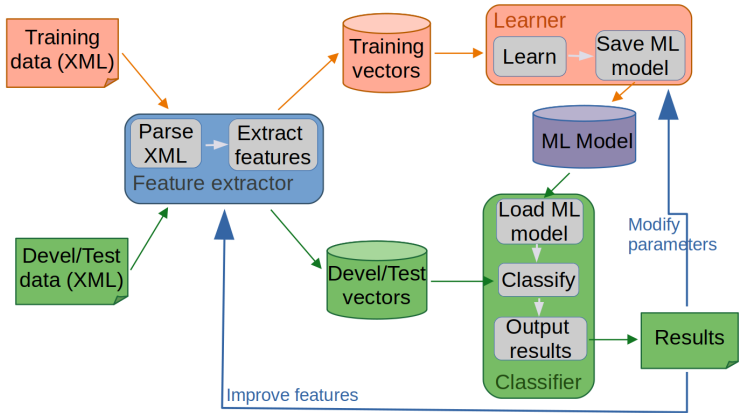 Training
data (XML)
Training
vectors
Learner
Learn
Save ML
model
Parse
XML
Extract
features
Feature extractor
ML Model
Devel/Test
data (XML)
Devel/Test
vectors
Load ML
model
Classify
Output
results
Classifier
Modify
parameters
Results
Improve features